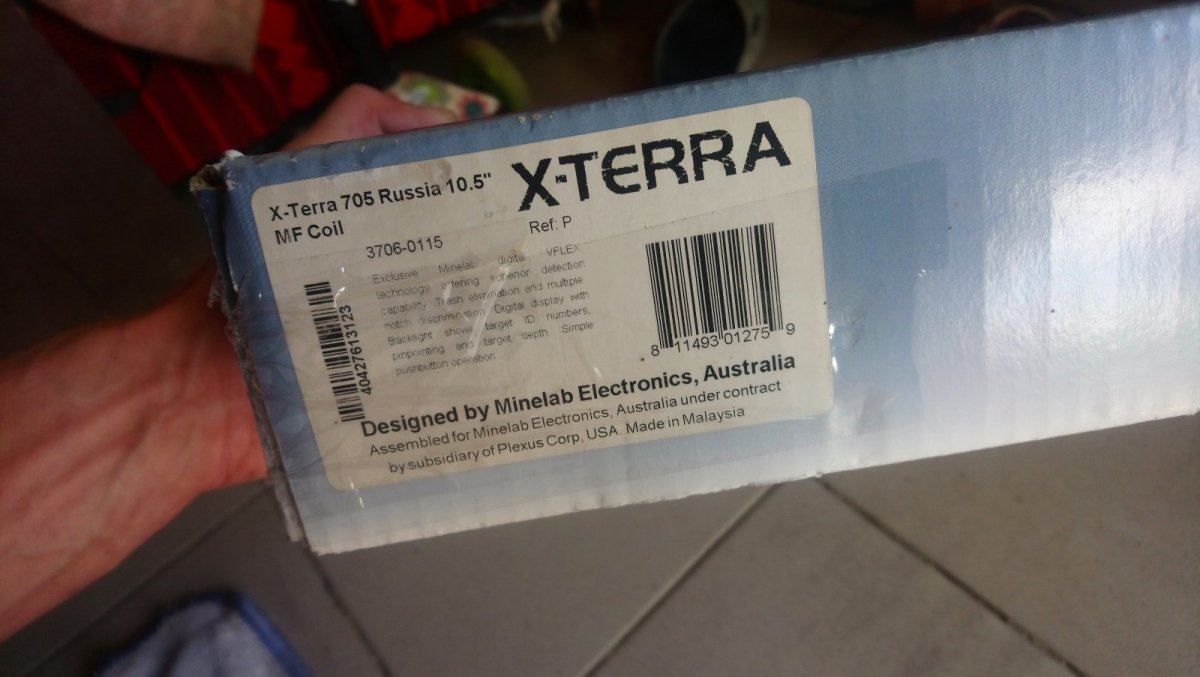 X-Terra 705 Russia 10.5"
MF Coil
X-TERRA
3706-0115
Ref: P
Exclusive Minelab digital VFLEX
technology offering superior detection
capability. Trash elimination and multiple
notch discrimination. Digital display with
Backlight shows target ID numbers,
pinpointing and target depth. Simple
pushbutton operation
40427613123
8 11493 01275 9
Designed by Minelab Electronics, Australia
Assembled for Minelab Electronics, Australia under contract
by subsidiary of Plexus Corp, USA. Made in Malaysia